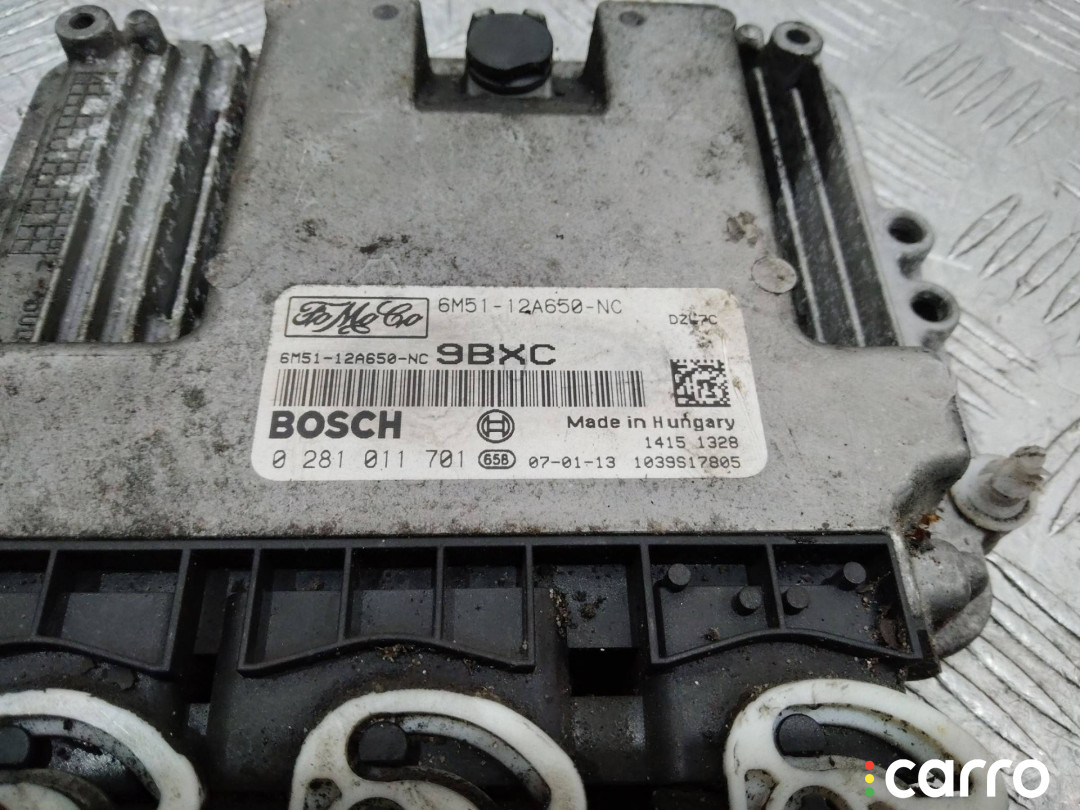 FoMoCo 6M51-12A650-NC
6M51-12A650-NC 9BXC
BOSCH Made in Hungary
1415 1328
0 281 011 701 658 07-01-13 1039S17805
carro